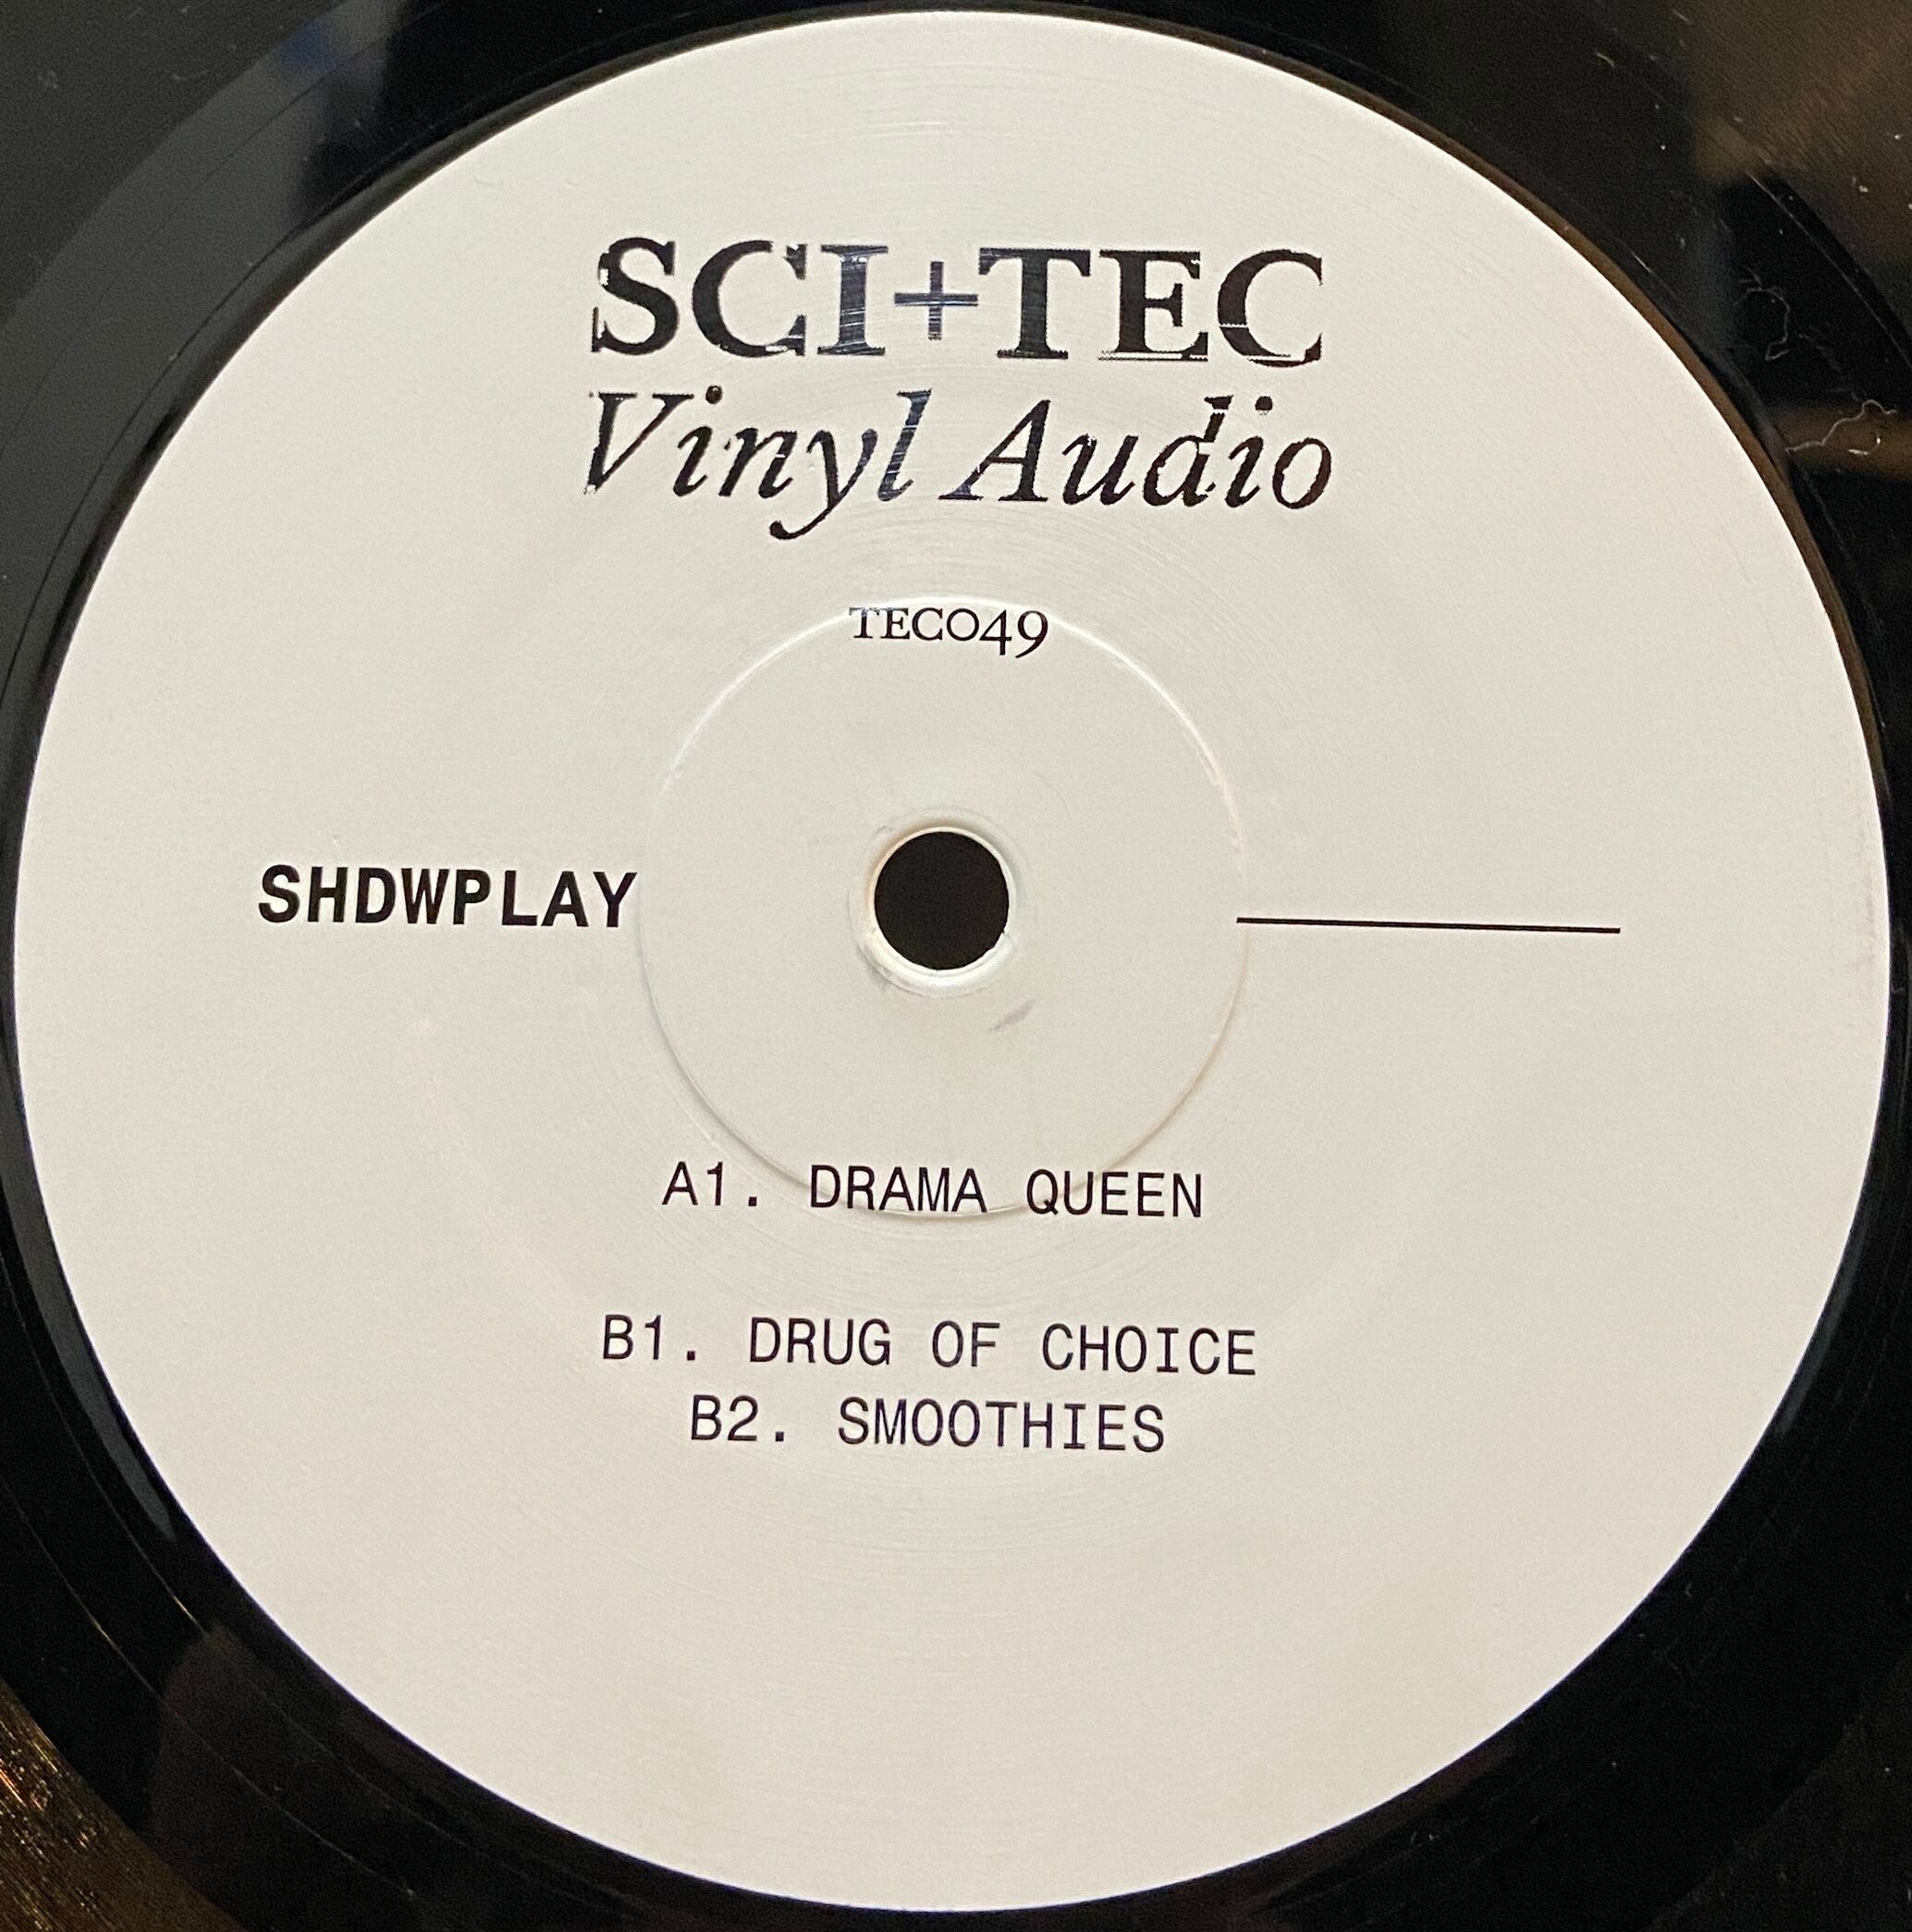 SCI+TEC
Vinyl Audio
TEC049
SHDWPLAY
A1. DRAMA QUEEN
B1. DRUG OF CHOICE
B2. SMOOTHIES